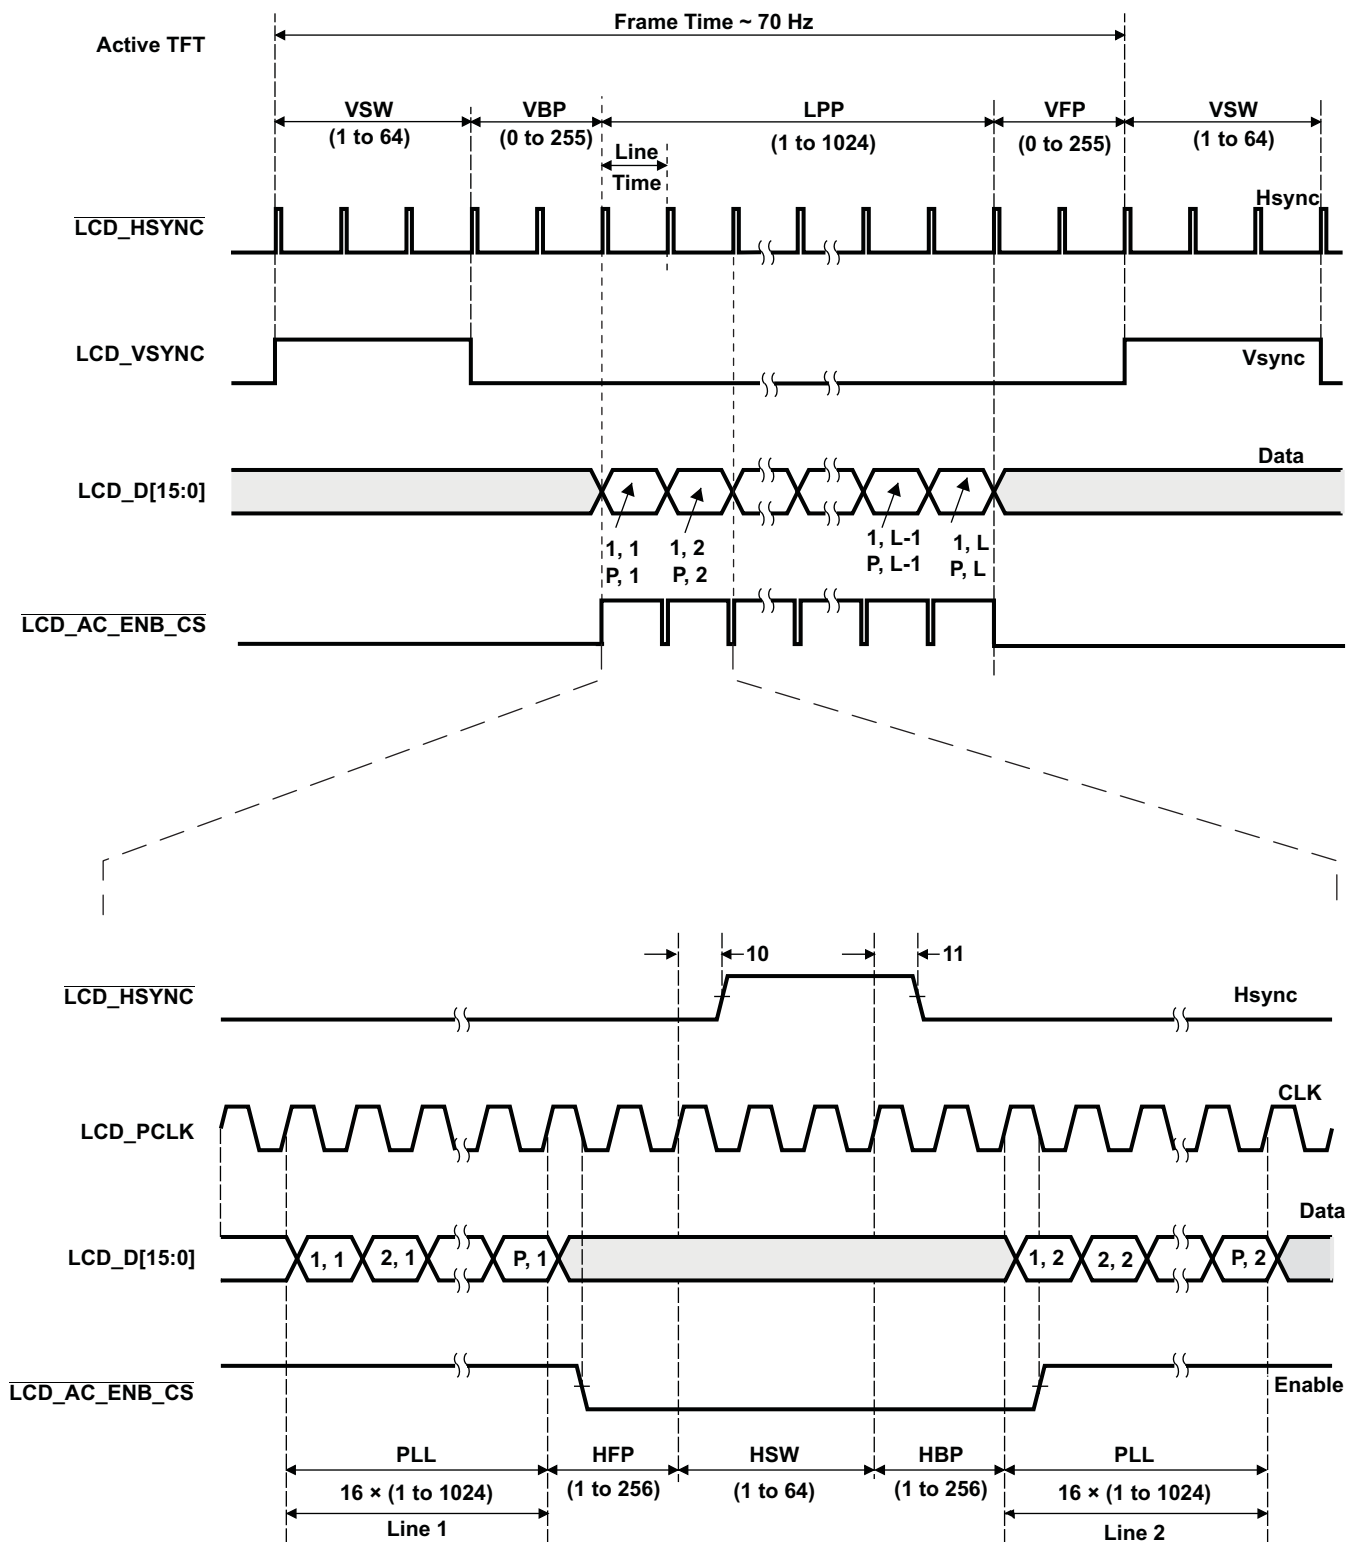 Frame Time ~ 70 Hz
Active TFT
VSW
(1 to 64)
VBP
(0 to 255)
LPP
(1 to 1024)
VFP
(0 to 255)
VSW
(1 to 64)
Line
Time
LCD_HSYNC
Hsync
LCD_VSYNC
Vsync
LCD_D[15:0]
Data
1, 1
P, 1
1, 2
P, 2
1, L-1
P, L-1
1, L
P, L
LCD_AC_ENB_CS
10
11
LCD_HSYNC
Hsync
LCD_PCLK
CLK
LCD_D[15:0]
Data
1, 1
2, 1
P, 1
1, 2
2, 2
P, 2
LCD_AC_ENB_CS
Enable
PLL
16 × (1 to 1024)
Line 1
HFP
(1 to 256)
HSW
(1 to 64)
HBP
(1 to 256)
PLL
16 × (1 to 1024)
Line 2